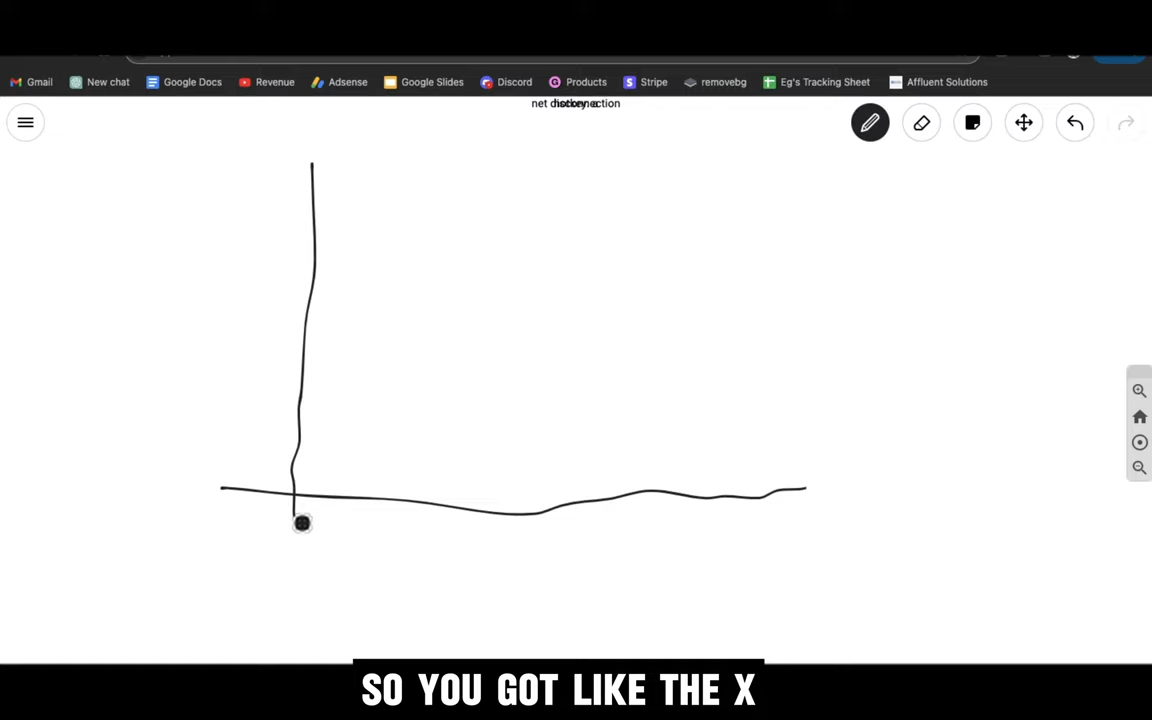 Gmail New chat Google Docs Revenue Adsense Google Slides Discord Products Stripe removebg Eg's Tracking Sheet Affluent Solutions
SO YOU GOT LIKE THE X